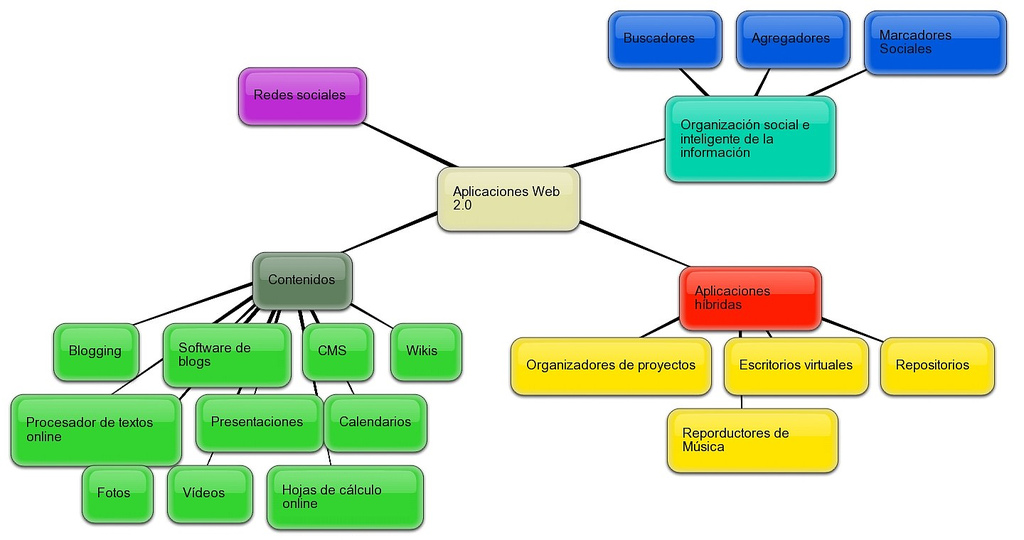 Buscadores
Agregadores
Marcadores
Sociales
Redes sociales
Organización social e
inteligente de la
información
Aplicaciones Web
2.0
Contenidos
Aplicaciones
híbridas
Blogging
Software de
blogs
CMS
Wikis
Organizadores de proyectos
Escritorios virtuales
Repositorios
Procesador de textos
online
Presentaciones
Calendarios
Reporductores de
Música
Fotos
Vídeos
Hojas de cálculo
online